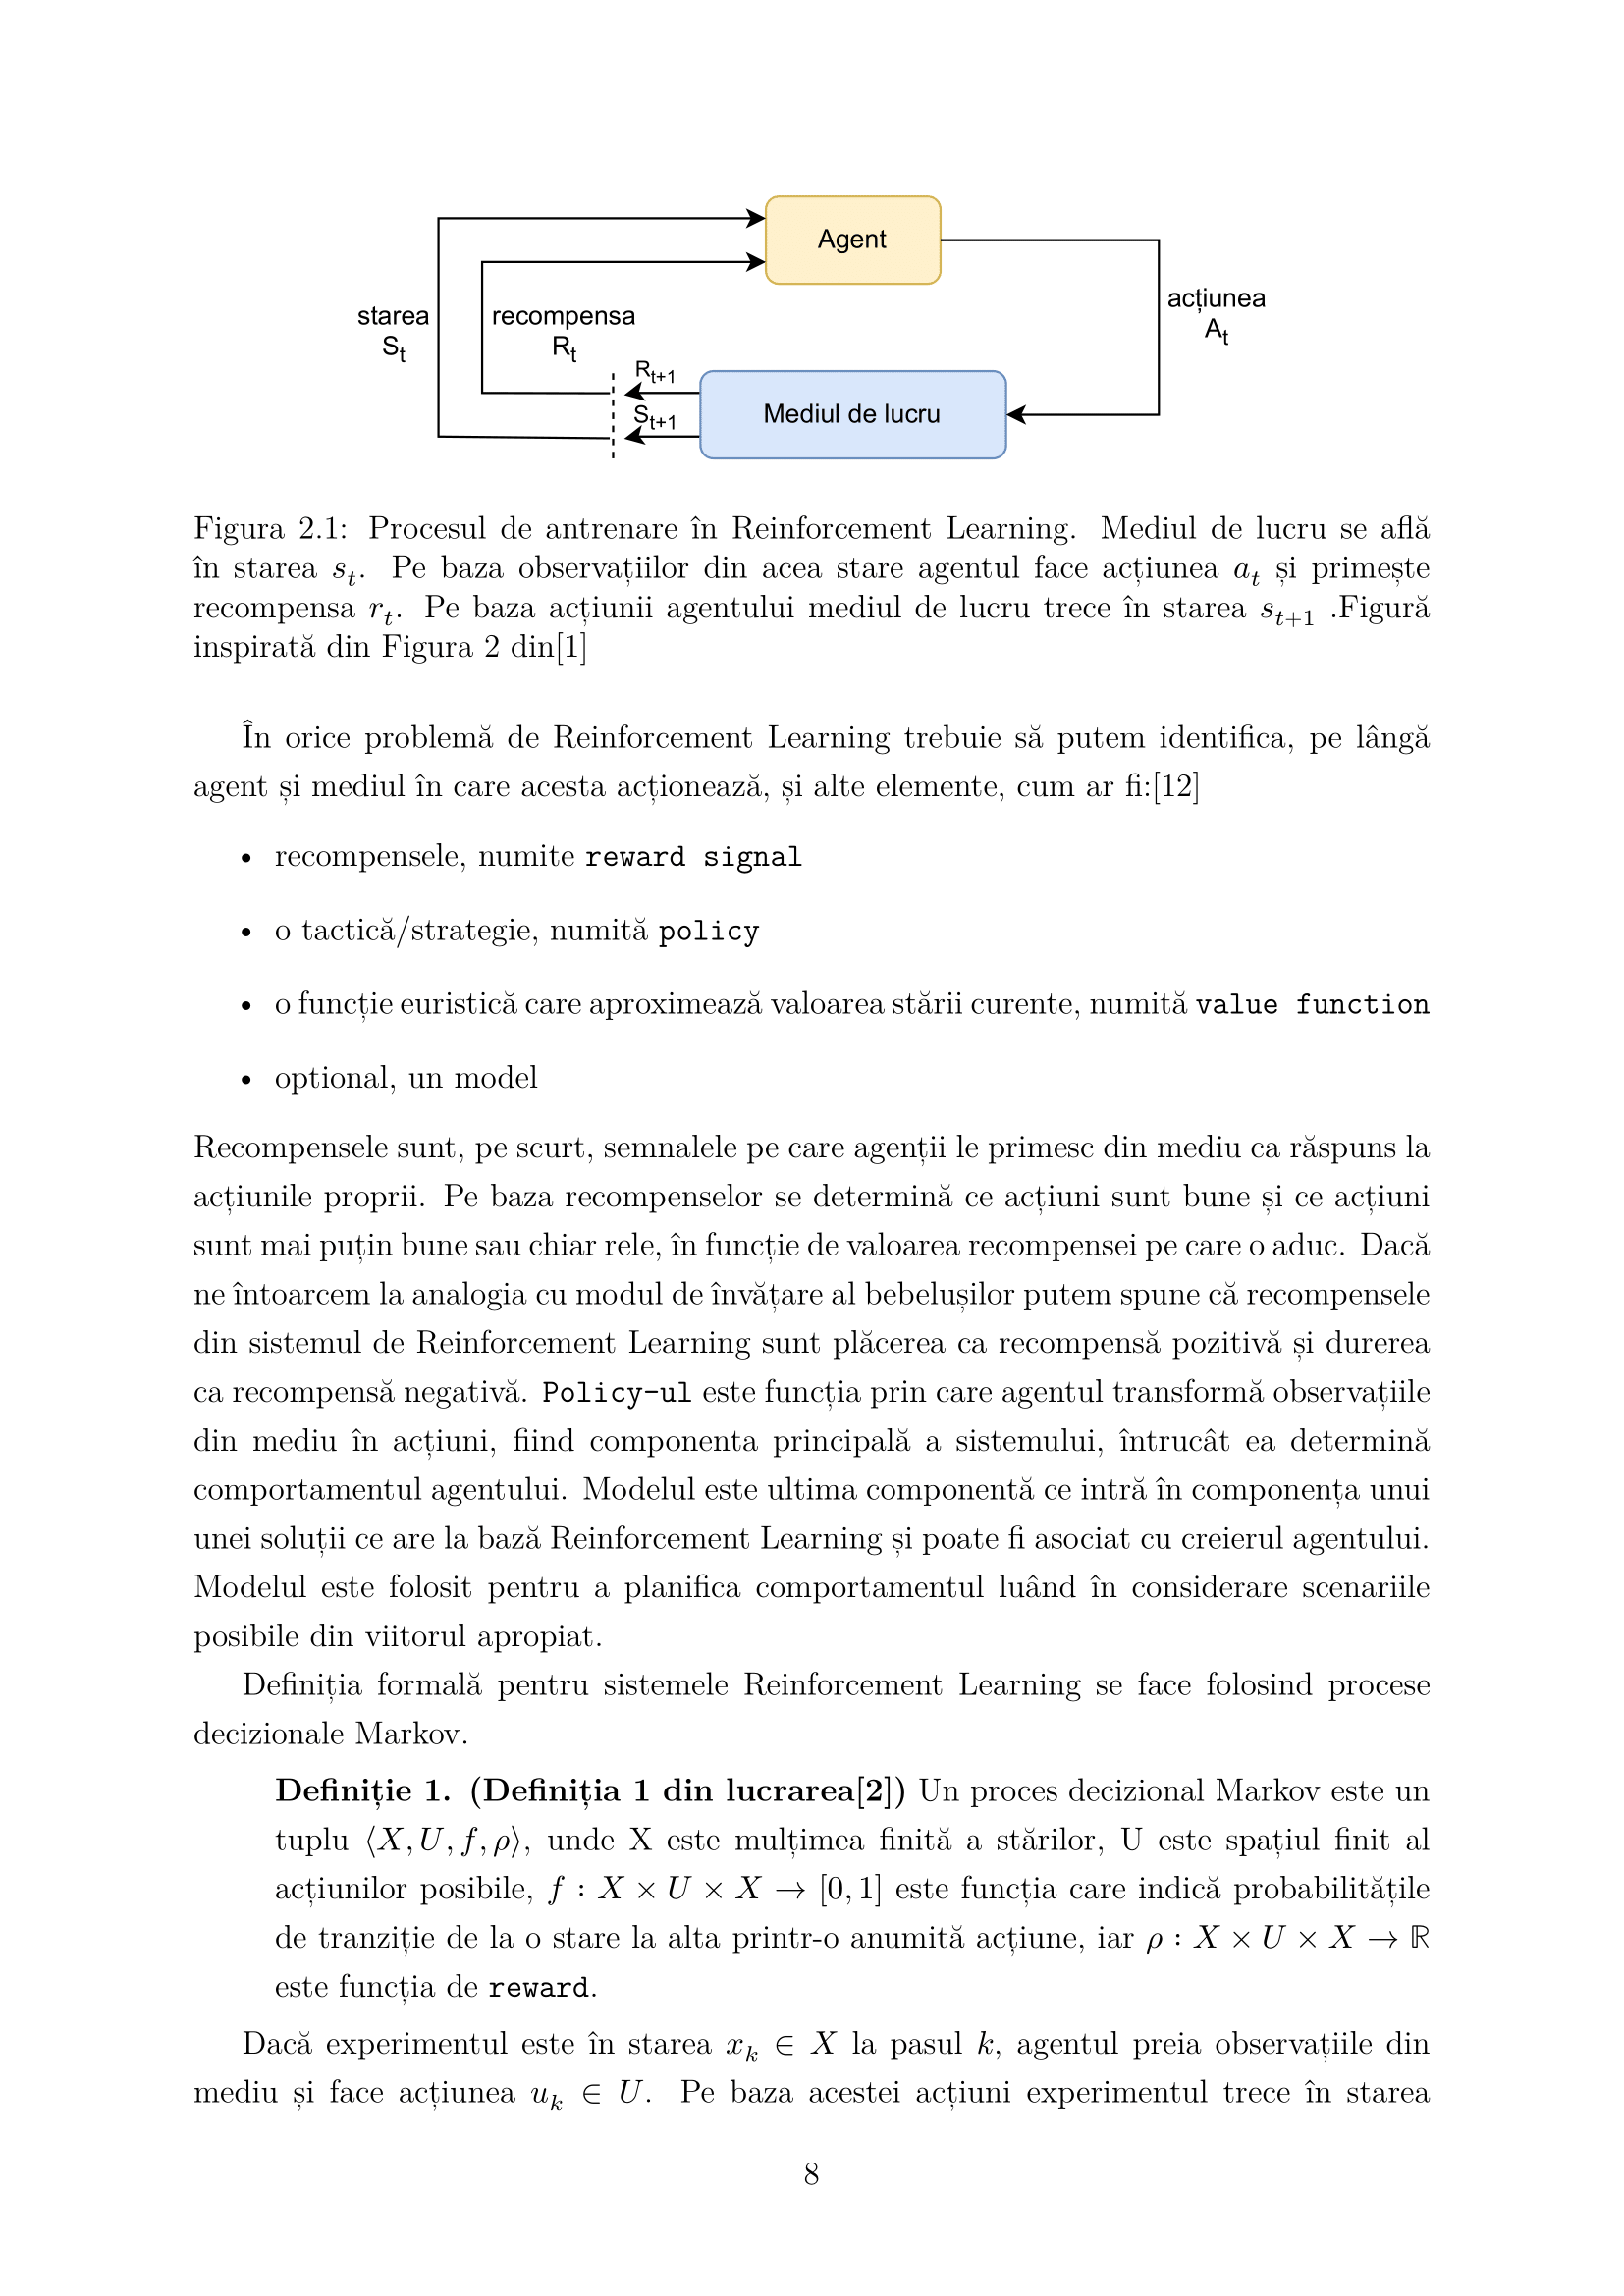 Agent
acțiunea
A_t
starea
S_t
recompensa
R_t
R_{t+1}
S_{t+1}
Mediul de lucru
Figura 2.1: Procesul de antrenare în Reinforcement Learning. Mediul de lucru se află
în starea s_t. Pe baza observațiilor din acea stare agentul face acțiunea a_t și primește
recompensa r_t. Pe baza acțiunii agentului mediul de lucru trece în starea s_{t+1} .Figură
inspirată din Figura 2 din[1]
În orice problemă de Reinforcement Learning trebuie să putem identifica, pe lângă
agent și mediul în care acesta acționează, și alte elemente, cum ar fi:[12]
• recompensele, numite reward signal
• o tactică/strategie, numită policy
• o funcție euristică care aproximează valoarea stării curente, numită value function
• optional, un model
Recompensele sunt, pe scurt, semnalele pe care agenții le primesc din mediu ca răspuns la
acțiunile proprii. Pe baza recompenselor se determină ce acțiuni sunt bune și ce acțiuni
sunt mai puțin bune sau chiar rele, în funcție de valoarea recompensei pe care o aduc. Dacă
ne întoarcem la analogia cu modul de învățare al bebelușilor putem spune că recompensele
din sistemul de Reinforcement Learning sunt plăcerea ca recompensă pozitivă și durerea
ca recompensă negativă. Policy-ul este funcția prin care agentul transformă observațiile
din mediu în acțiuni, fiind componenta principală a sistemului, întrucât ea determină
comportamentul agentului. Modelul este ultima componentă ce intră în componența unui
unei soluții ce are la bază Reinforcement Learning și poate fi asociat cu creierul agentului.
Modelul este folosit pentru a planifica comportamentul luând în considerare scenariile
posibile din viitorul apropiat.
Definiția formală pentru sistemele Reinforcement Learning se face folosind procese
decizionale Markov.
Definiție 1. (Definiția 1 din lucrarea[2]) Un proces decizional Markov este un
tuplu ⟨X, U, f, ρ⟩, unde X este mulțimea finită a stărilor, U este spațiul finit al
acțiunilor posibile, f : X × U × X → [0, 1] este funcția care indică probabilitățile
de tranziție de la o stare la alta printr-o anumită acțiune, iar ρ : X × U × X → ℝ
este funcția de reward.
Dacă experimentul este în starea x_k ∈ X la pasul k, agentul preia observațiile din
mediu și face acțiunea u_k ∈ U. Pe baza acestei acțiuni experimentul trece în starea
8